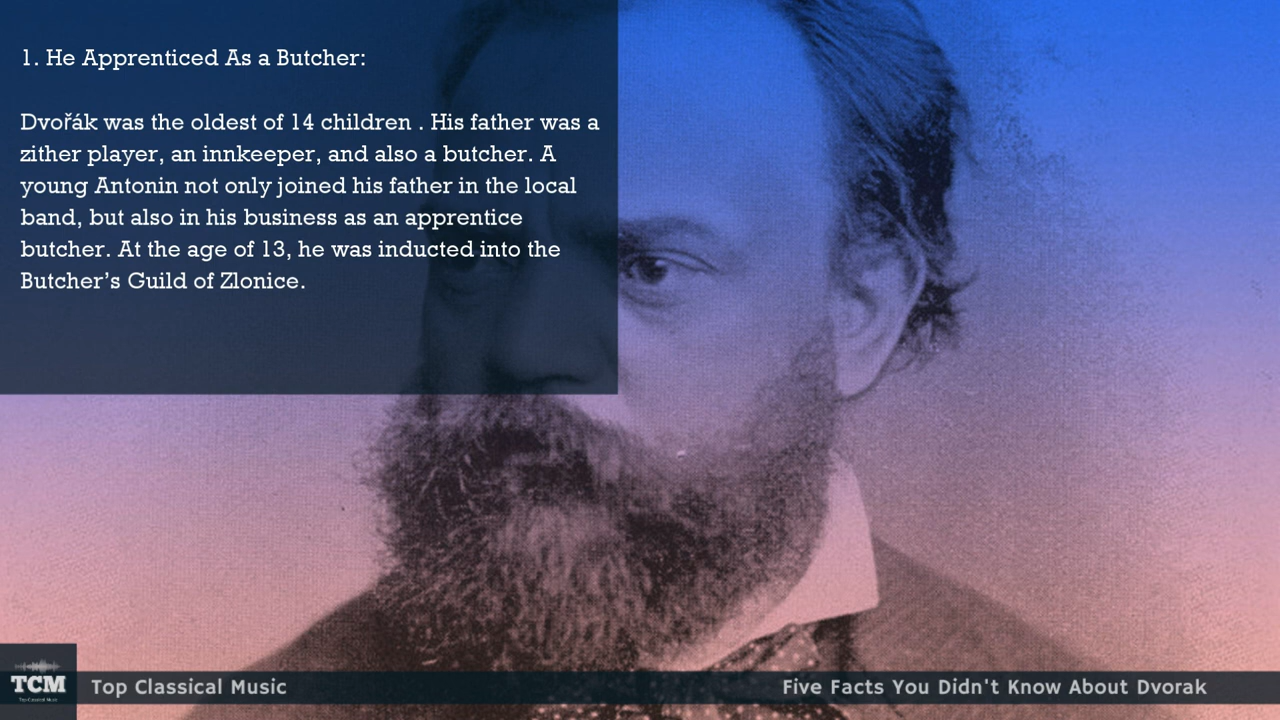 1. He Apprenticed As a Butcher:
Dvořák was the oldest of 14 children . His father was a
zither player, an innkeeper, and also a butcher. A
young Antonin not only joined his father in the local
band, but also in his business as an apprentice
butcher. At the age of 13, he was inducted into the
Butcher’s Guild of Zlonice.
TCM
Top Classical Music
Top Classical Music
Five Facts You Didn't Know About Dvorak